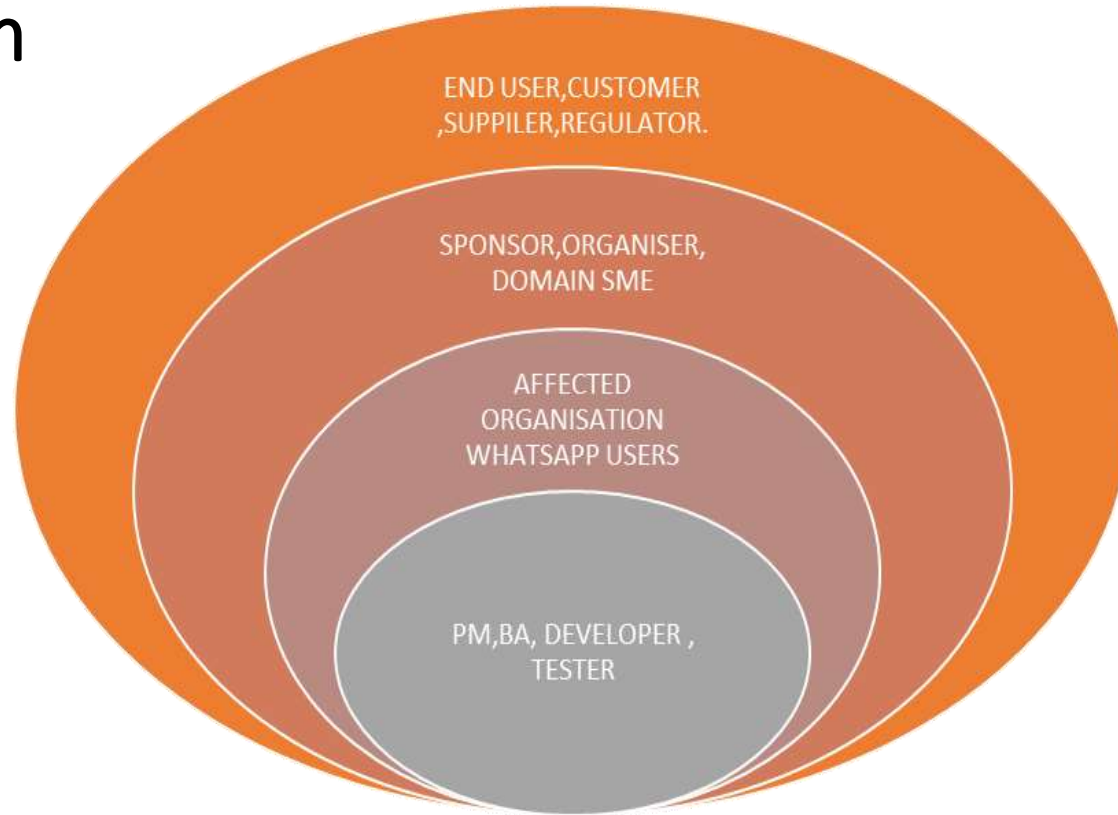 END USER,CUSTOMER
,SUPPILER,REGULATOR.
SPONSOR,ORGANISER,
DOMAIN SME
AFFECTED
ORGANISATION
WHATSAPP USERS
PM,BA, DEVELOPER ,
TESTER